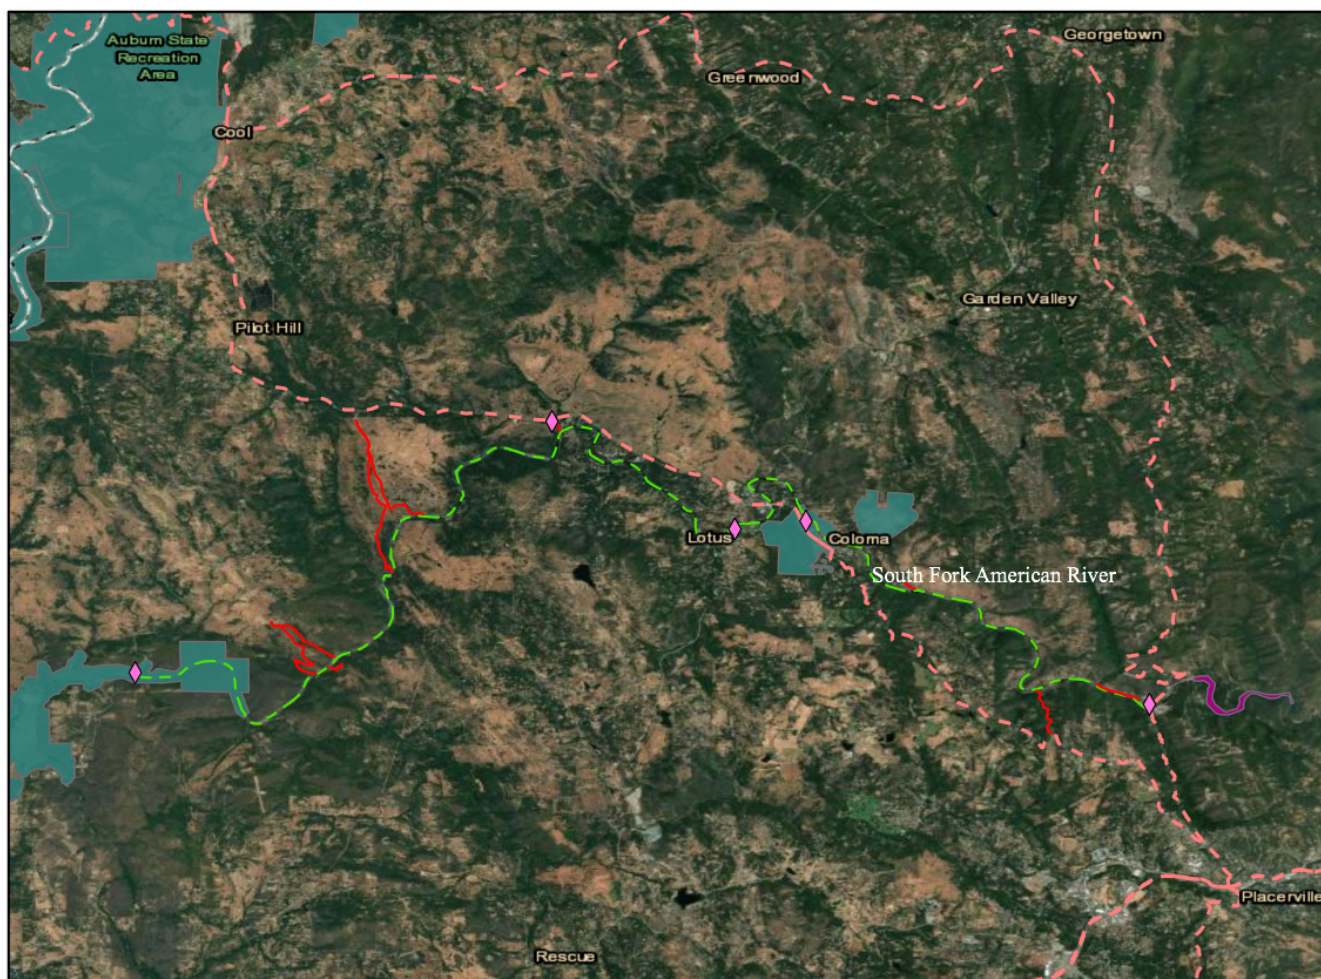 Georgetown
Auburn State
Recreation
Area
Greenwood
Cool
Garden Valley
Pilot Hill
Lotus
Coloma
South Fork American River
Placerville
Rescue